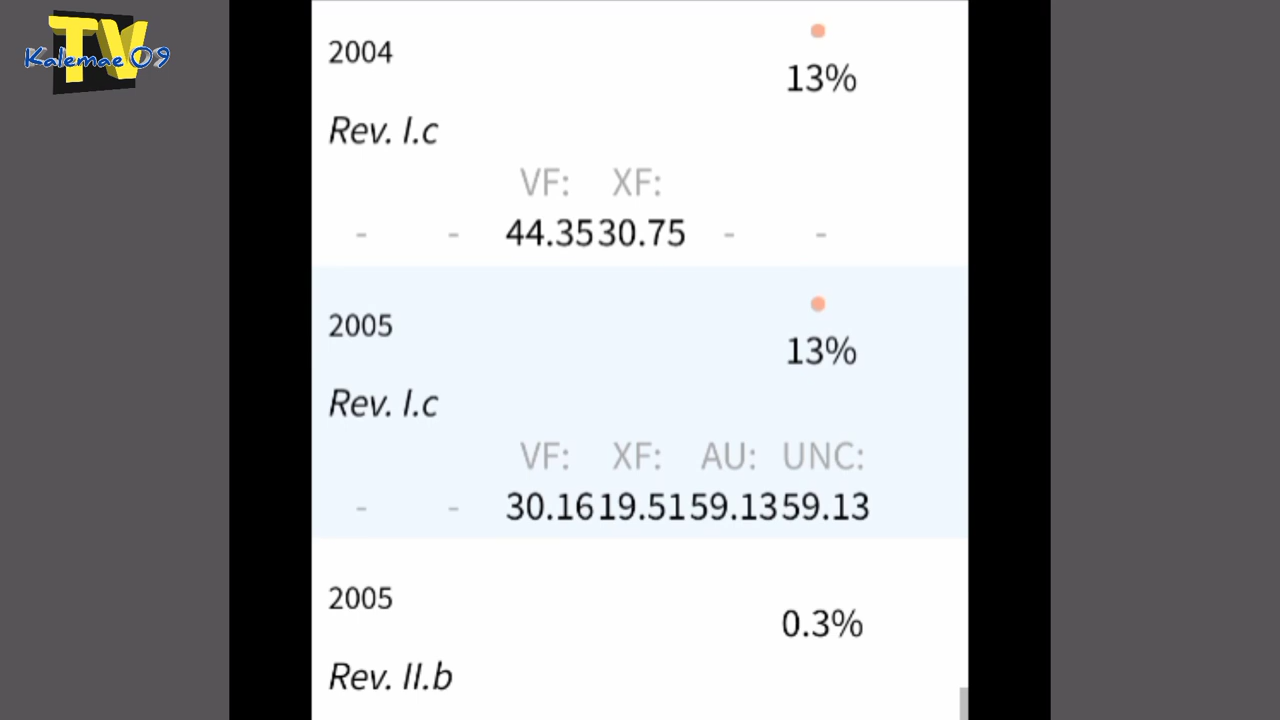 TV
Kalemae 09
2004
13%
Rev. I.c
VF: XF:
- - 44.35 30.75 - -
2005
13%
Rev. I.c
VF: XF: AU: UNC:
- - 30.16 19.51 59.13 59.13
2005
0.3%
Rev. II.b